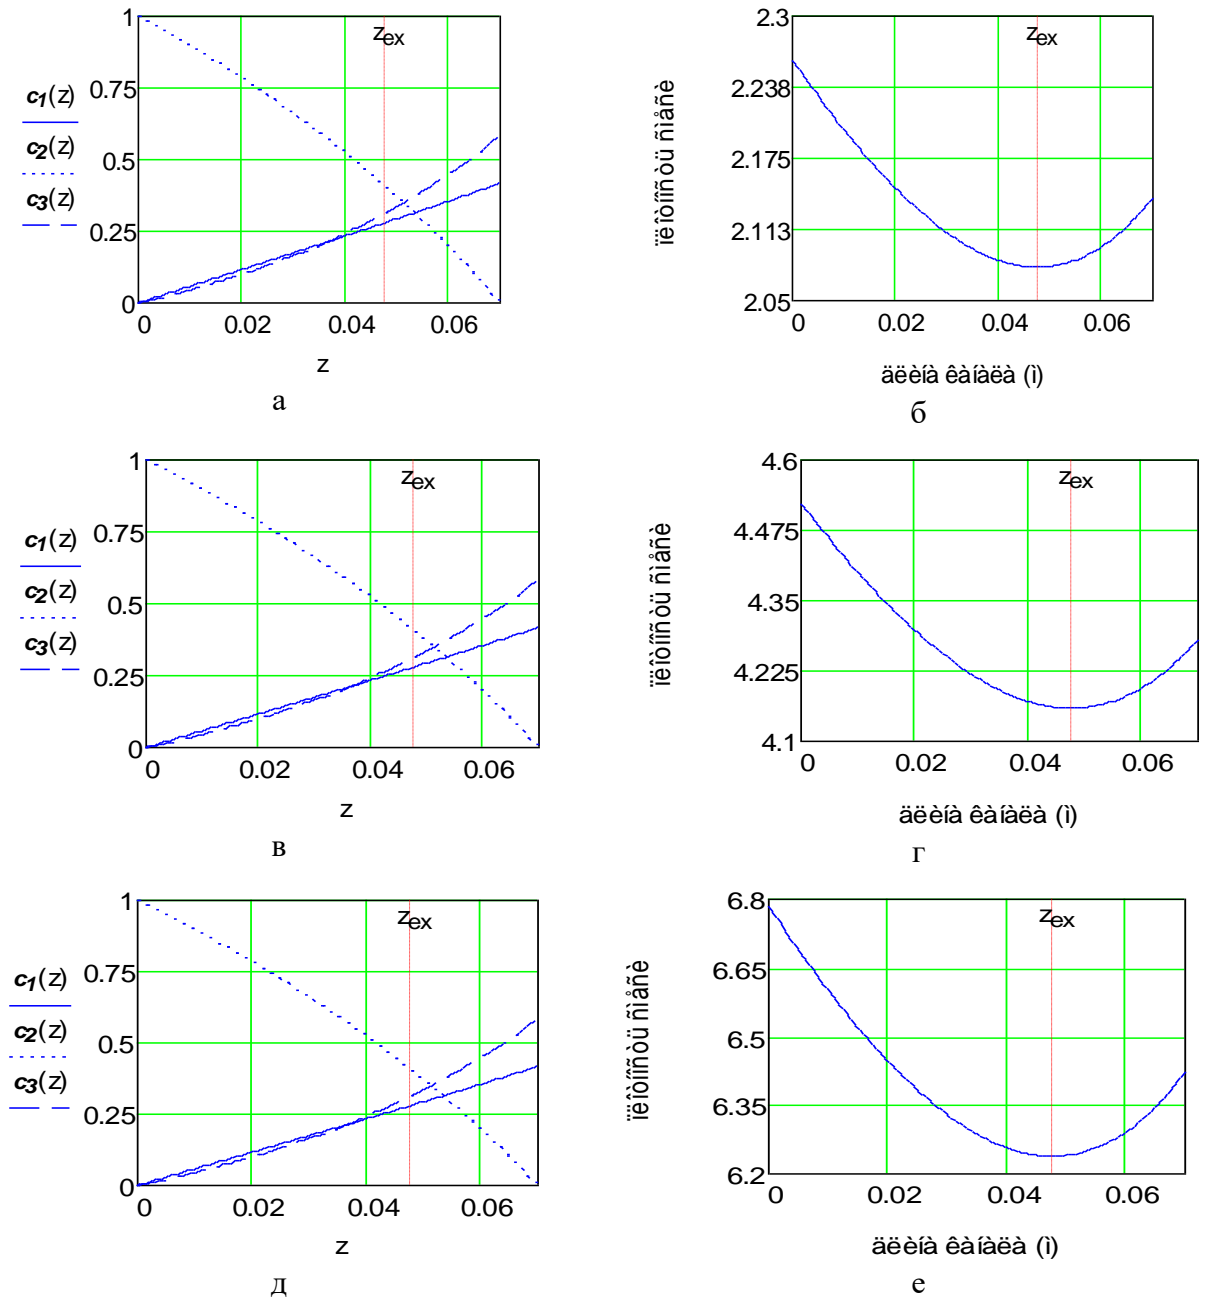 1
0.75
0.5
0.25
0
c1(z)
c2(z)
c3(z)
zex
0
0.02
0.04
0.06
z
а
2.3
2.238
2.175
2.113
2.05
ïëîòíîñòü ñìåñè
zex
0
0.02
0.04
0.06
äëèíà êàíàëà (ì)
б
1
0.75
0.5
0.25
0
c1(z)
c2(z)
c3(z)
zex
0
0.02
0.04
0.06
z
в
4.6
4.475
4.35
4.225
4.1
ïëîòíîñòü ñìåñè
zex
0
0.02
0.04
0.06
äëèíà êàíàëà (ì)
г
1
0.75
0.5
0.25
0
c1(z)
c2(z)
c3(z)
zex
0
0.02
0.04
0.06
z
д
6.8
6.65
6.5
6.35
6.2
ïëîòíîñòü ñìåñè
zex
0
0.02
0.04
0.06
äëèíà êàíàëà (ì)
е